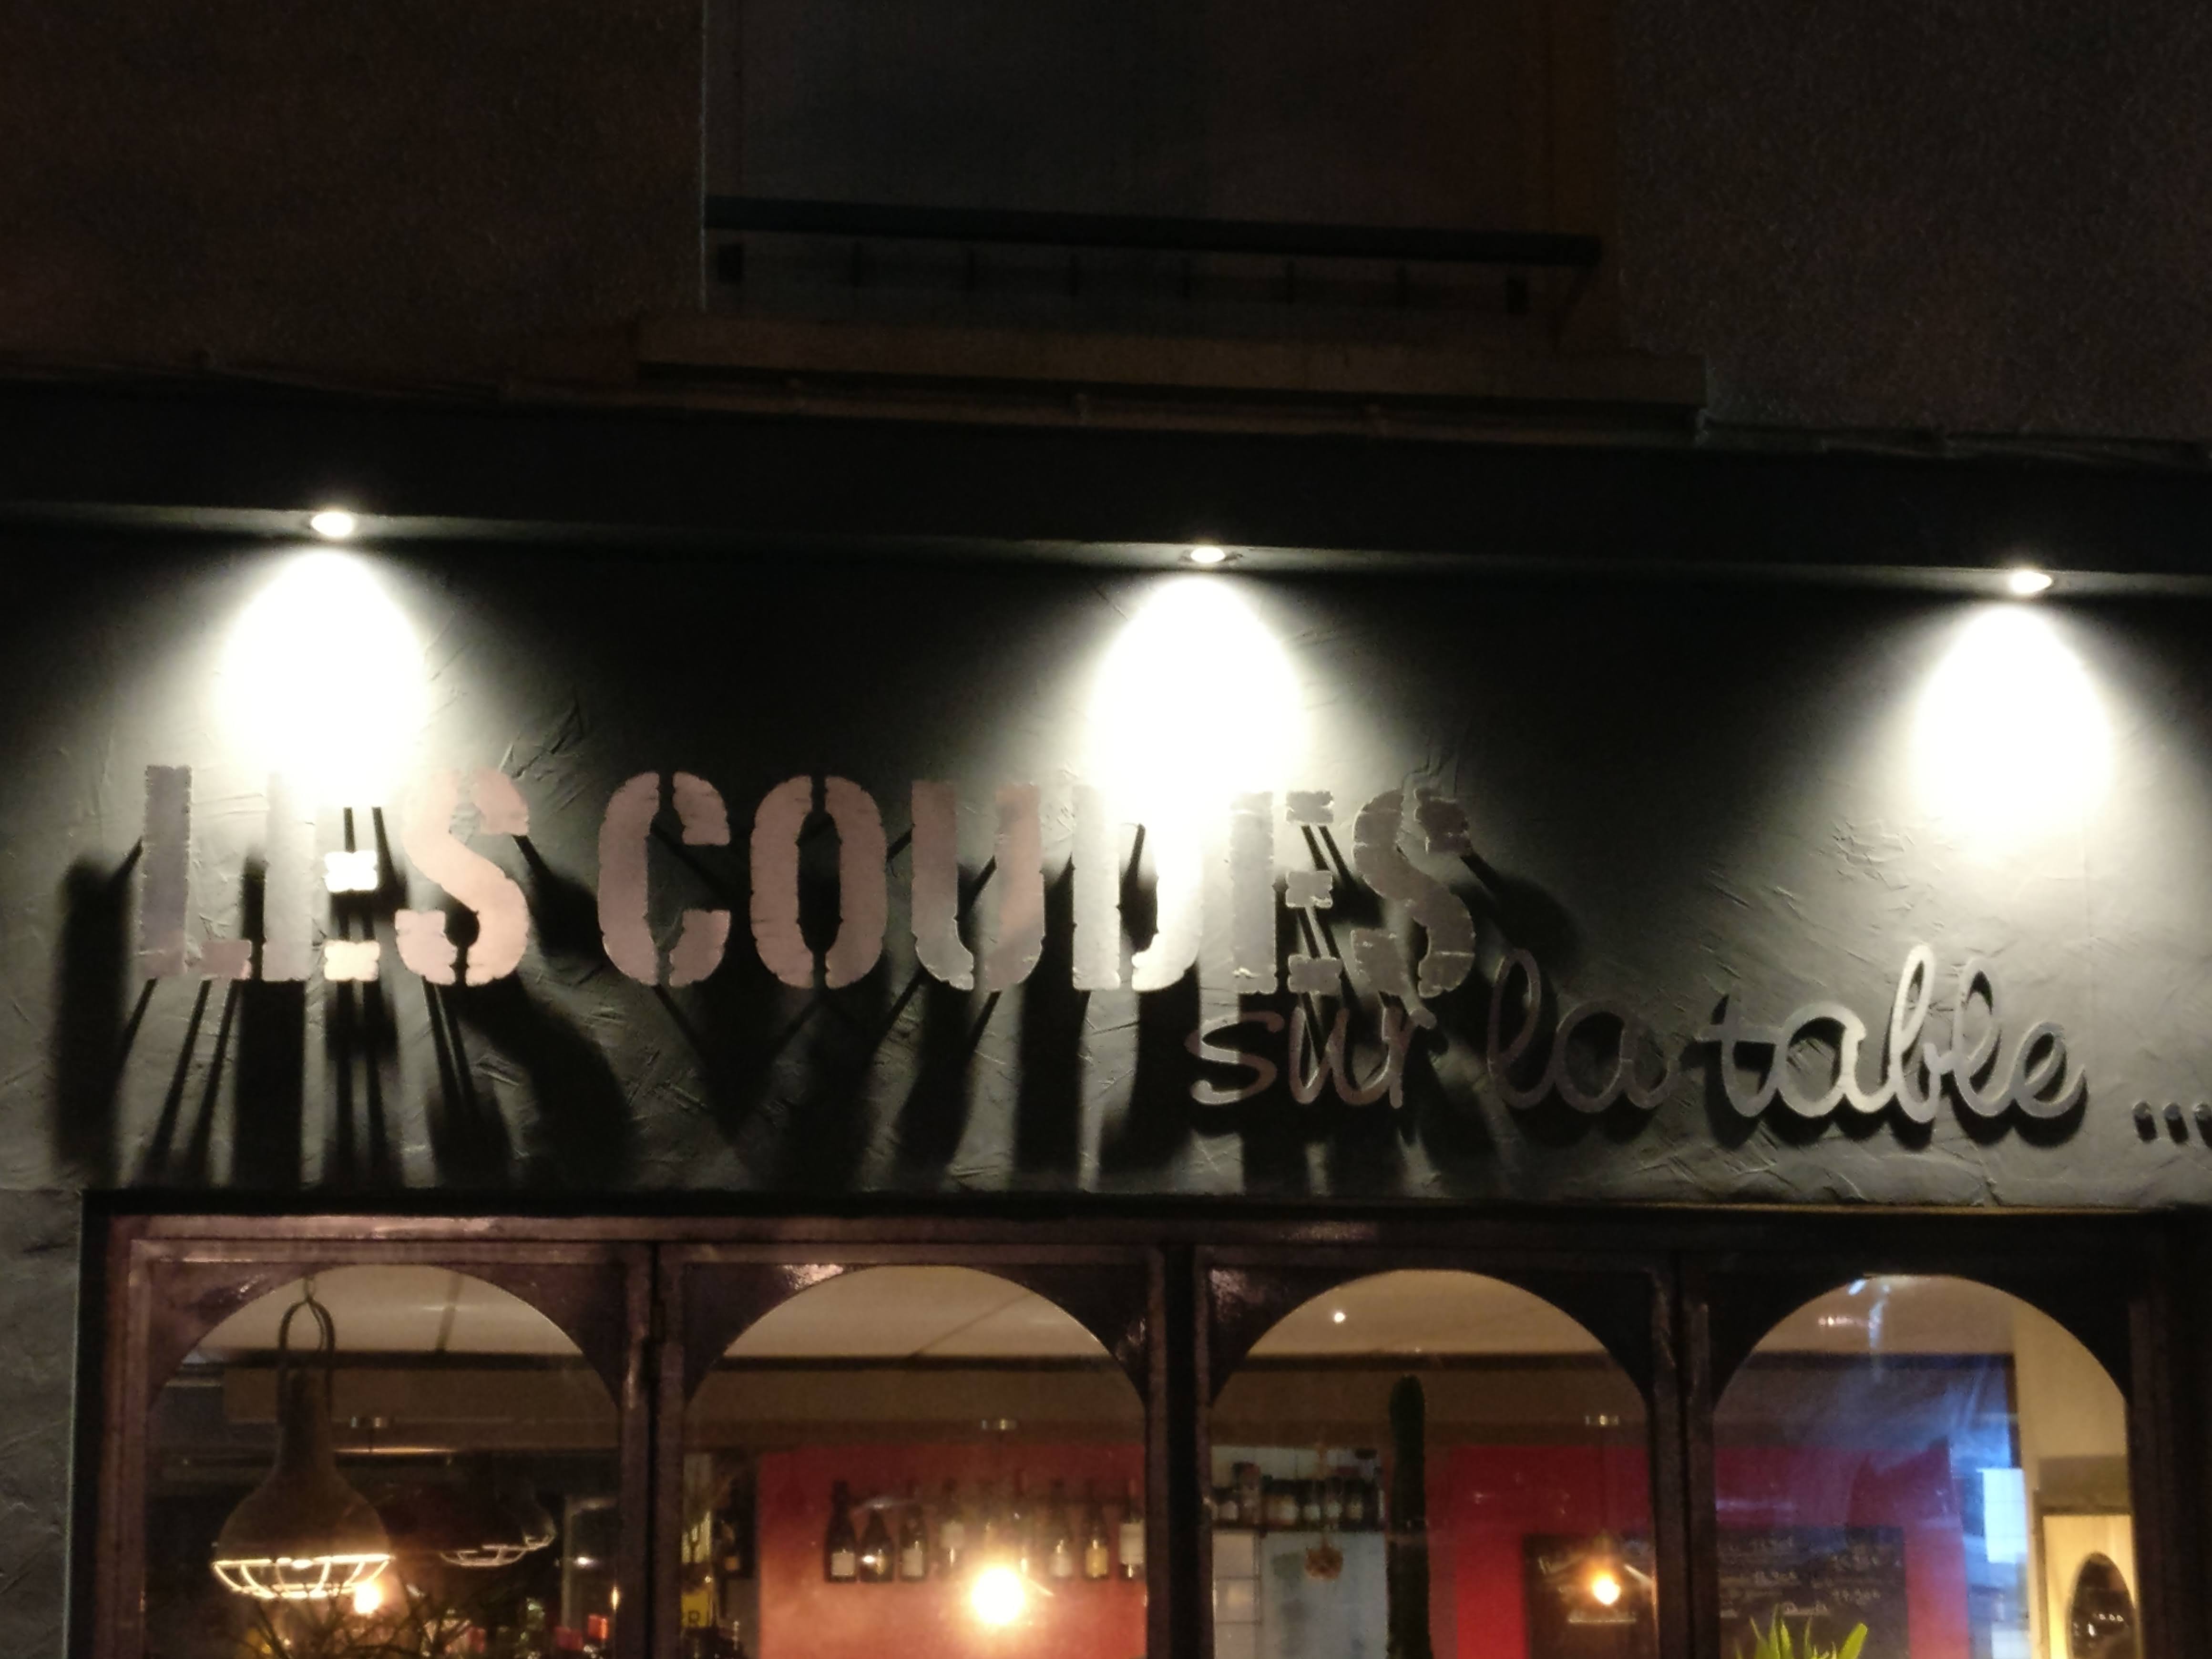 LES COUDES
sur la table ...